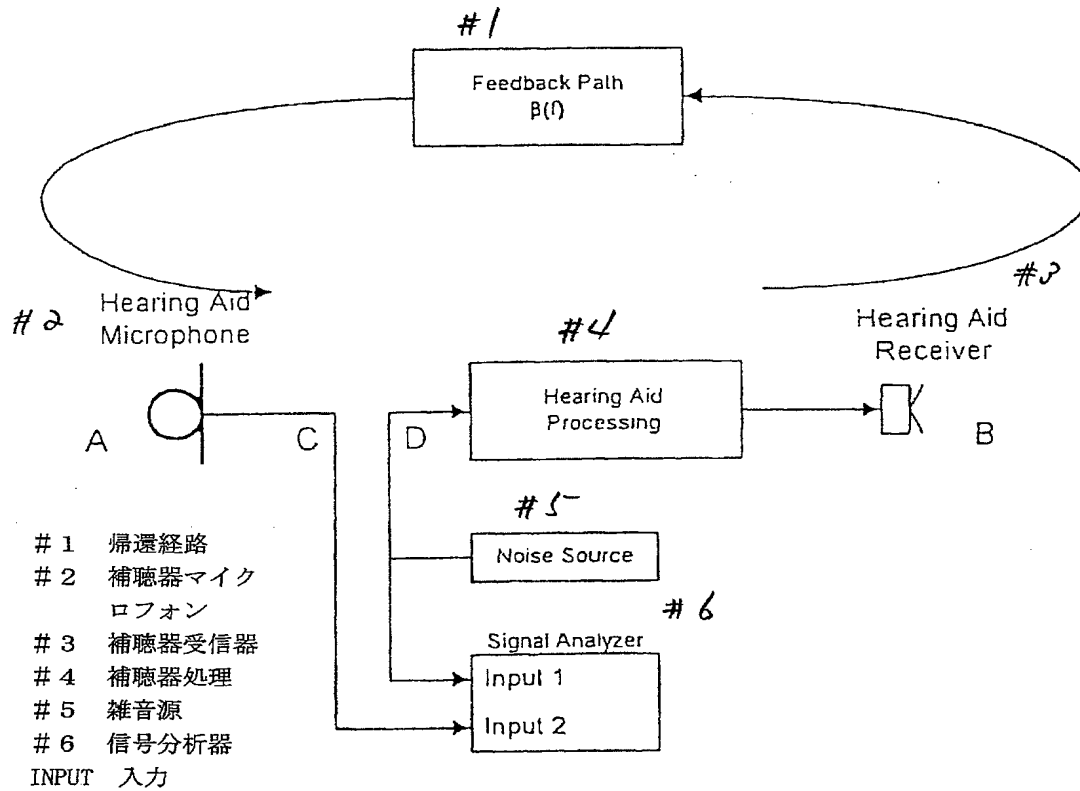 #1
Feedback Path
β(f)
#3
#2
Hearing Aid
Microphone
#4
Hearing Aid
Receiver
Hearing Aid
Processing
A
C
D
B
#5
Noise Source
#6
Signal Analyzer
Input 1
Input 2
#1 帰還経路
#2 補聴器マイク
ロフォン
#3 補聴器受信器
#4 補聴器処理
#5 雑音源
#6 信号分析器
INPUT 入力